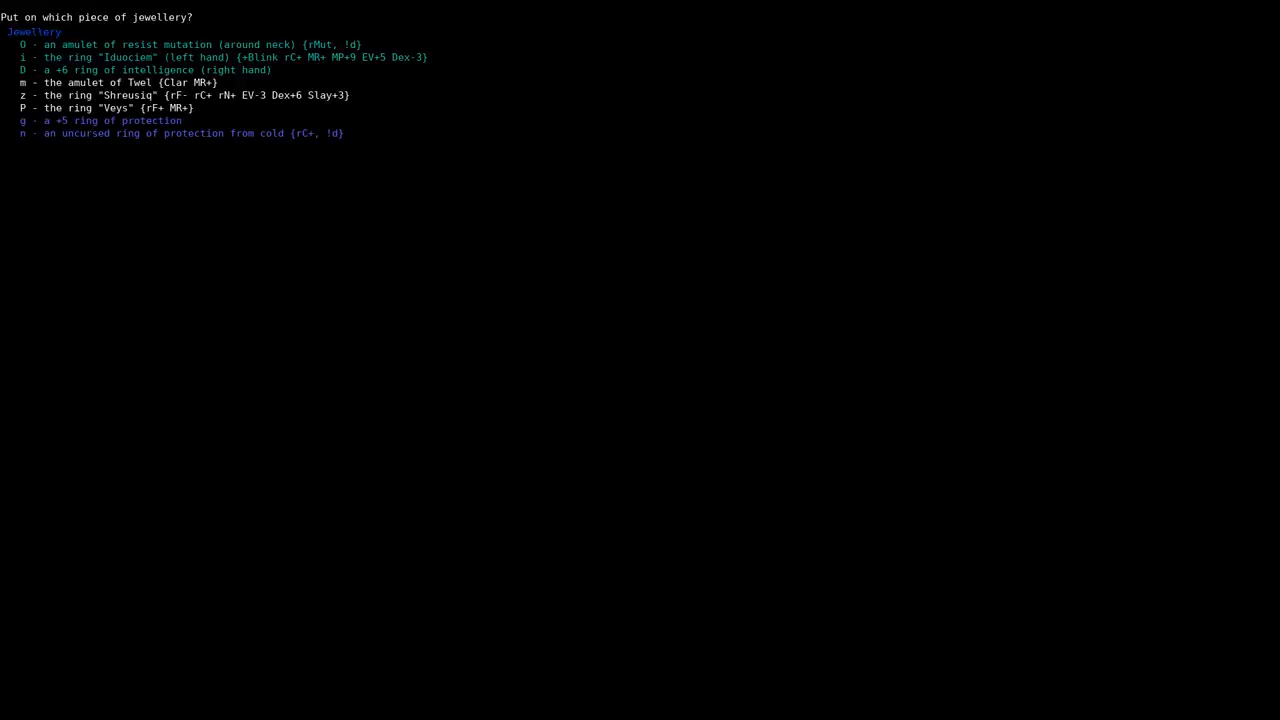 Put on which piece of jewellery?
Jewellery
O - an amulet of resist mutation (around neck) {rMut, !d}
i - the ring "Iduociem" (left hand) {+Blink rC+ MR+ MP+9 EV+5 Dex-3}
D - a +6 ring of intelligence (right hand)
m - the amulet of Twel {Clar MR+}
z - the ring "Shreusiq" {rF- rC+ rN+ EV-3 Dex+6 Slay+3}
P - the ring "Veys" {rF+ MR+}
g - a +5 ring of protection
n - an uncursed ring of protection from cold {rC+, !d}